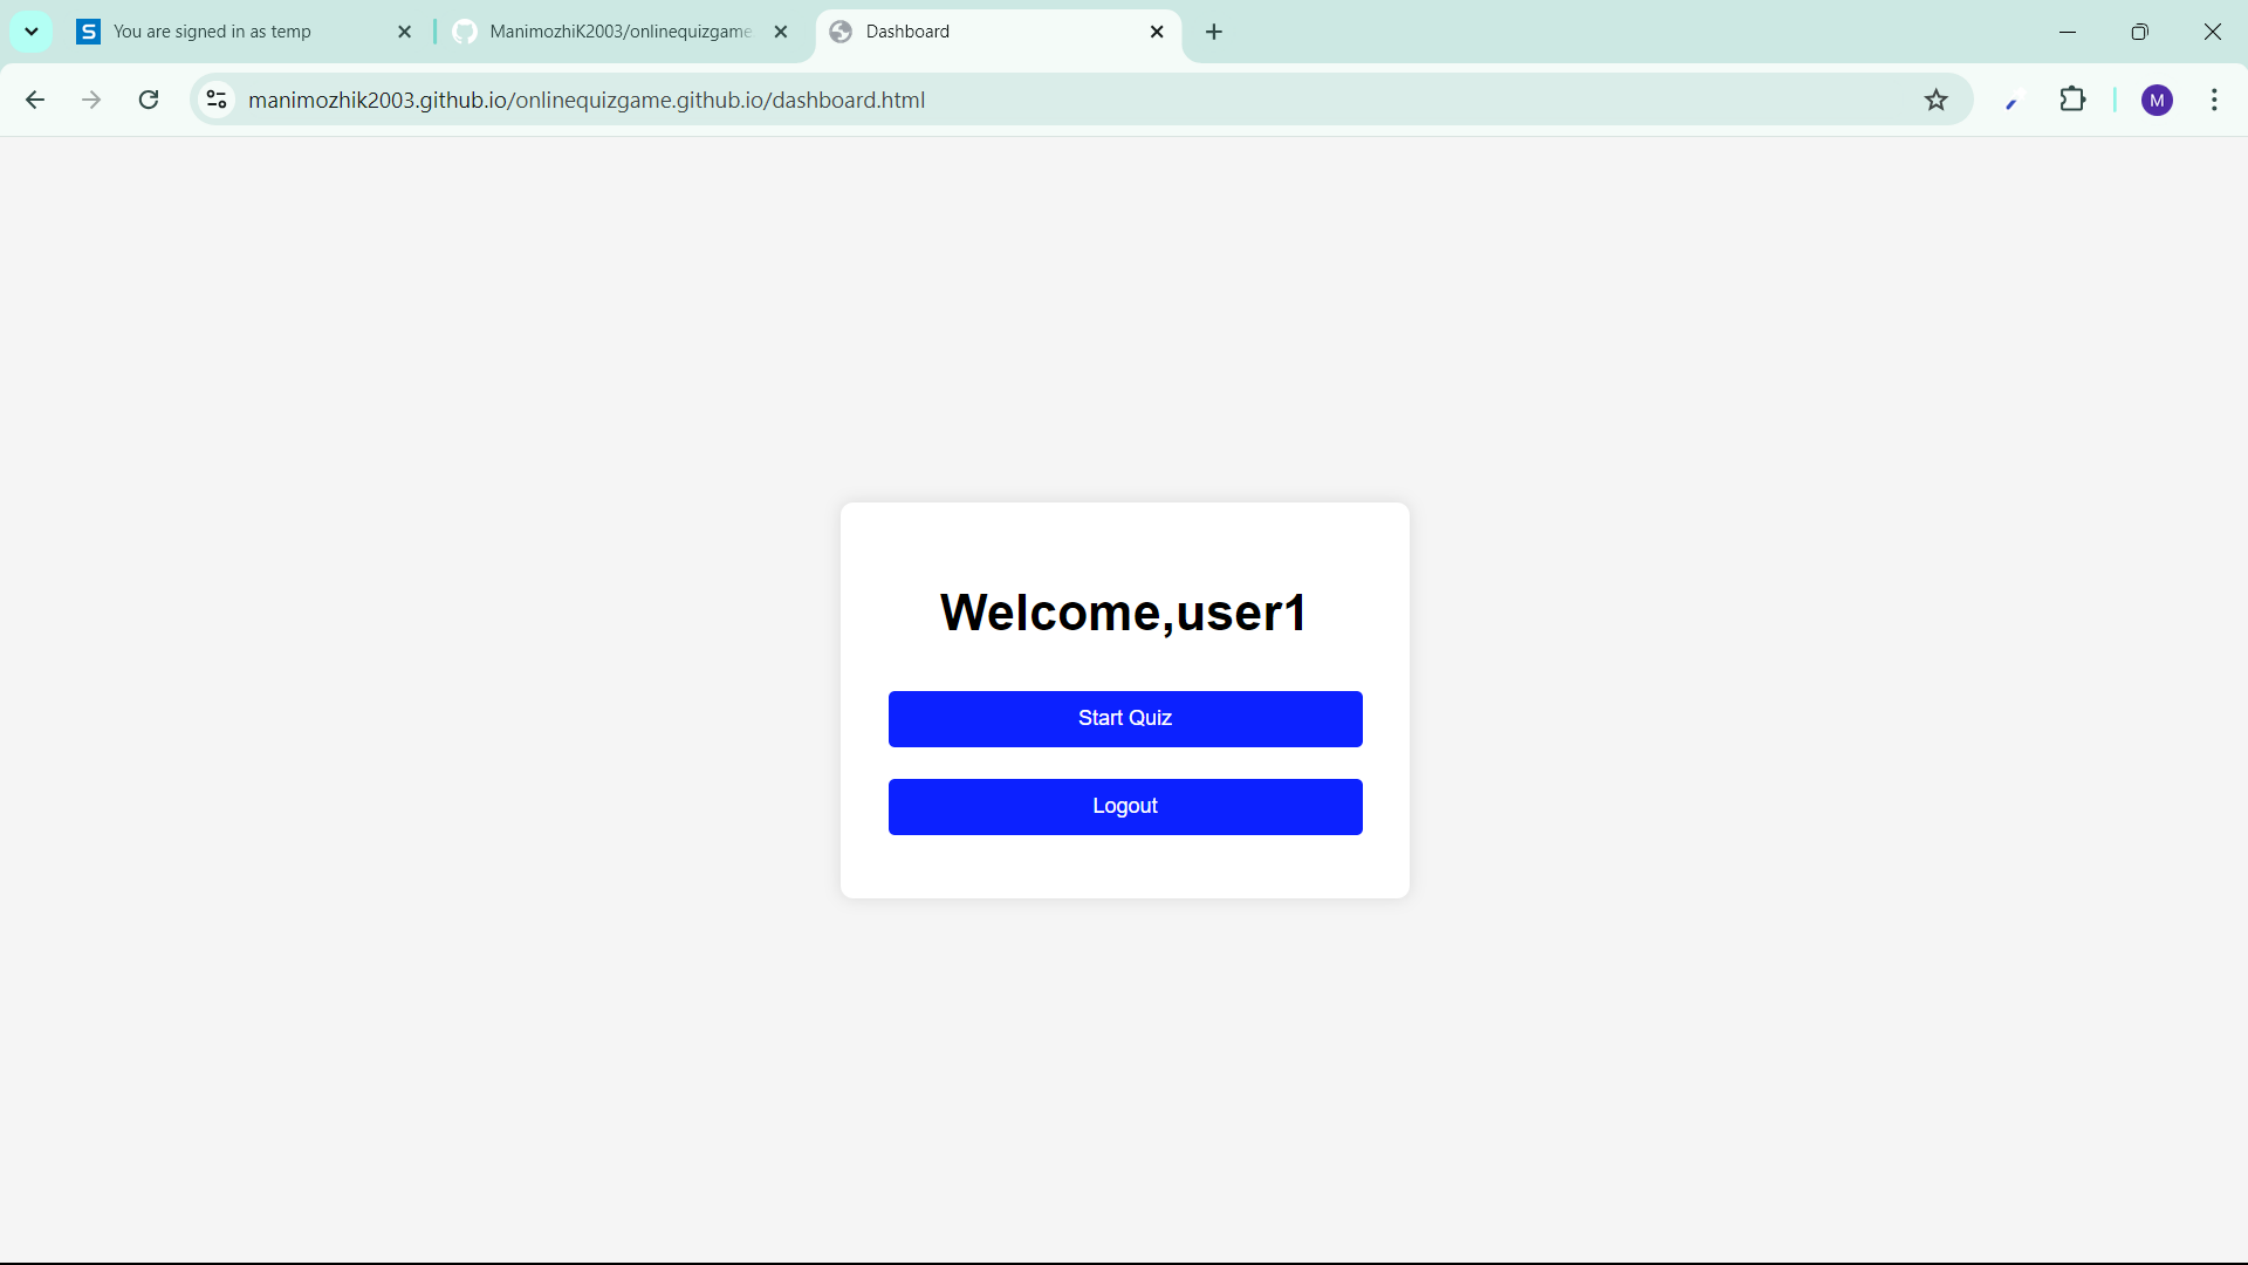 You are signed in as temp
ManimozhiK2003/onlinequizgame
Dashboard
manimozhik2003.github.io/onlinequizgame.github.io/dashboard.html
M
Welcome,user1
Start Quiz
Logout